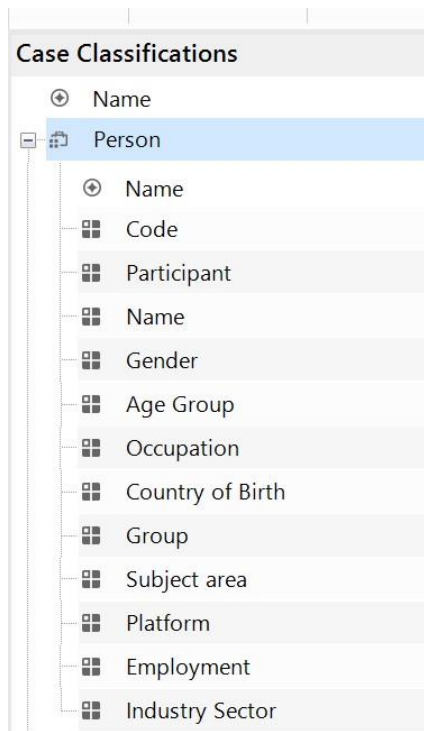 Case Classifications
Name
Person
Name
Code
Participant
Name
Gender
Age Group
Occupation
Country of Birth
Group
Subject area
Platform
Employment
Industry Sector